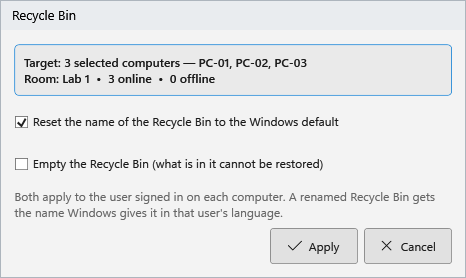 Recycle Bin
Target: 3 selected computers — PC-01, PC-02, PC-03
Room: Lab 1 • 3 online • 0 offline
Reset the name of the Recycle Bin to the Windows default
Empty the Recycle Bin (what is in it cannot be restored)
Both apply to the user signed in on each computer. A renamed Recycle Bin gets
the name Windows gives it in that user's language.
Apply Cancel